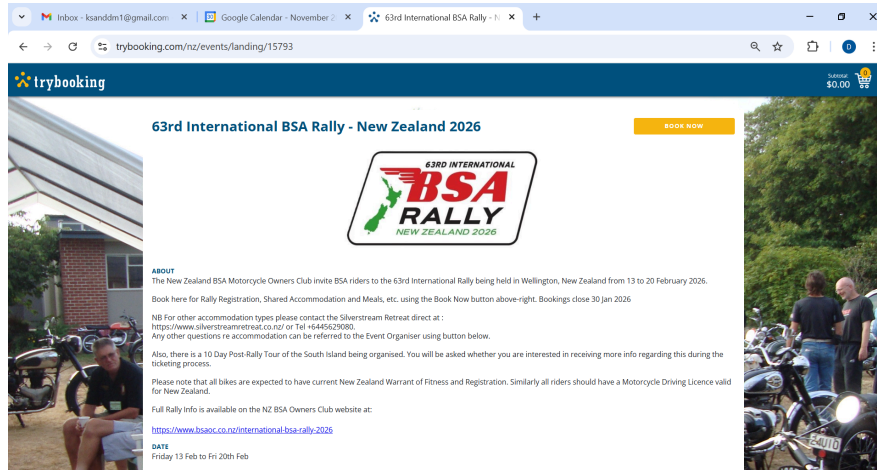 Inbox - ksanddm1@gmail.com
Google Calendar - November 2
63rd International BSA Rally - N
trybooking.com/nz/events/landing/15793
D
trybooking
Subtotal
$0.00
0
63rd International BSA Rally - New Zealand 2026
BOOK NOW
63RD INTERNATIONAL
BSA
RALLY
NEW ZEALAND 2026
ABOUT
The New Zealand BSA Motorcycle Owners Club invite BSA riders to the 63rd International Rally being held in Wellington, New Zealand from 13 to 20 February 2026.
Book here for Rally Registration, Shared Accommodation and Meals, etc. using the Book Now button above-right. Bookings close 30 Jan 2026
NB For other accommodation types please contact the Silverstream Retreat direct at :
https://www.silverstreamretreat.co.nz/ or Tel +6445629080.
Any other questions re accommodation can be referred to the Event Organiser using button below.
Also, there is a 10 Day Post-Rally Tour of the South Island being organised. You will be asked whether you are interested in receiving more info regarding this during the
ticketing process.
Please note that all bikes are expected to have current New Zealand Warrant of Fitness and Registration. Similarly all riders should have a Motorcycle Driving Licence valid
for New Zealand.
Full Rally Info is available on the NZ BSA Owners Club website at:
https://www.bsaoc.co.nz/international-bsa-rally-2026
DATE
Friday 13 Feb to Fri 20th Feb